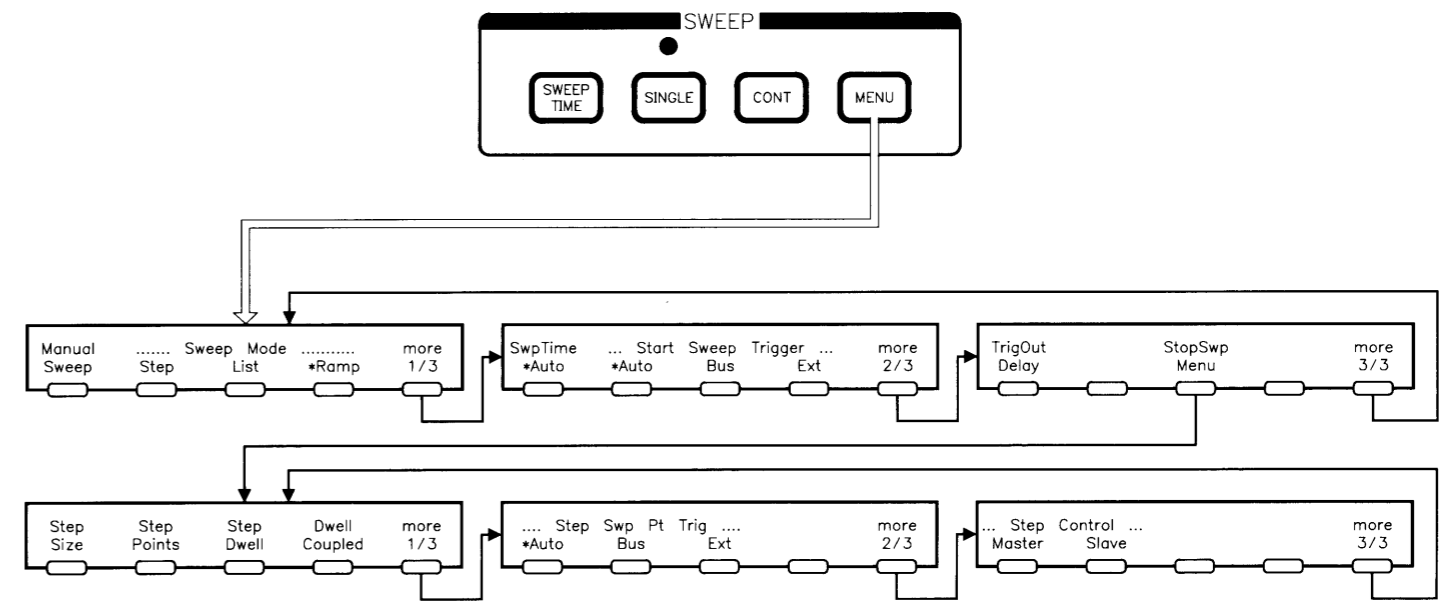 SWEEP
SWEEP
TIME
SINGLE
CONT
MENU
Manual ....... Sweep Mode ........... more
Sweep Step List *Ramp 1/3
SwpTime ... Start Sweep Trigger ... more
*Auto *Auto Bus Ext 2/3
TrigOut StopSwp more
Delay Menu 3/3
Step Step Step Dwell more
Size Points Dwell Coupled 1/3
.... Step Swp Pt Trig .... more
*Auto Bus Ext 2/3
... Step Control ... more
Master Slave 3/3